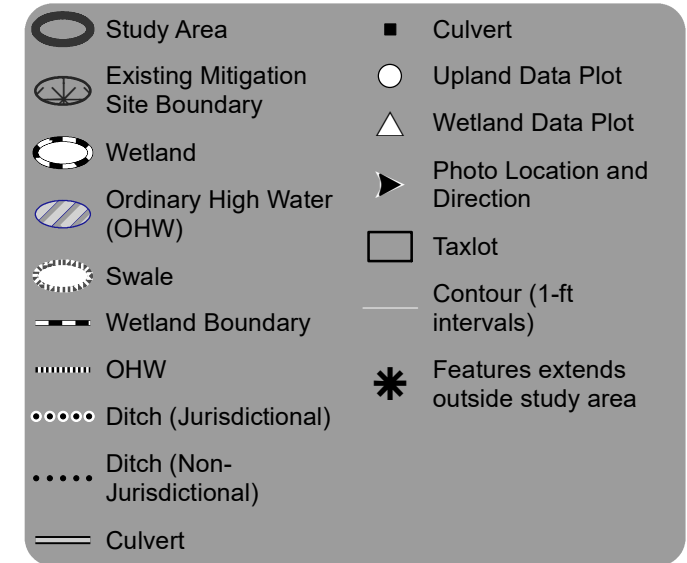 Study Area
Existing Mitigation
Site Boundary
Wetland
Ordinary High Water
(OHW)
Swale
Wetland Boundary
OHW
Ditch (Jurisdictional)
Ditch (Non-
Jurisdictional)
Culvert
Culvert
Upland Data Plot
Wetland Data Plot
Photo Location and
Direction
Taxlot
Contour (1-ft
intervals)
Features extends
outside study area